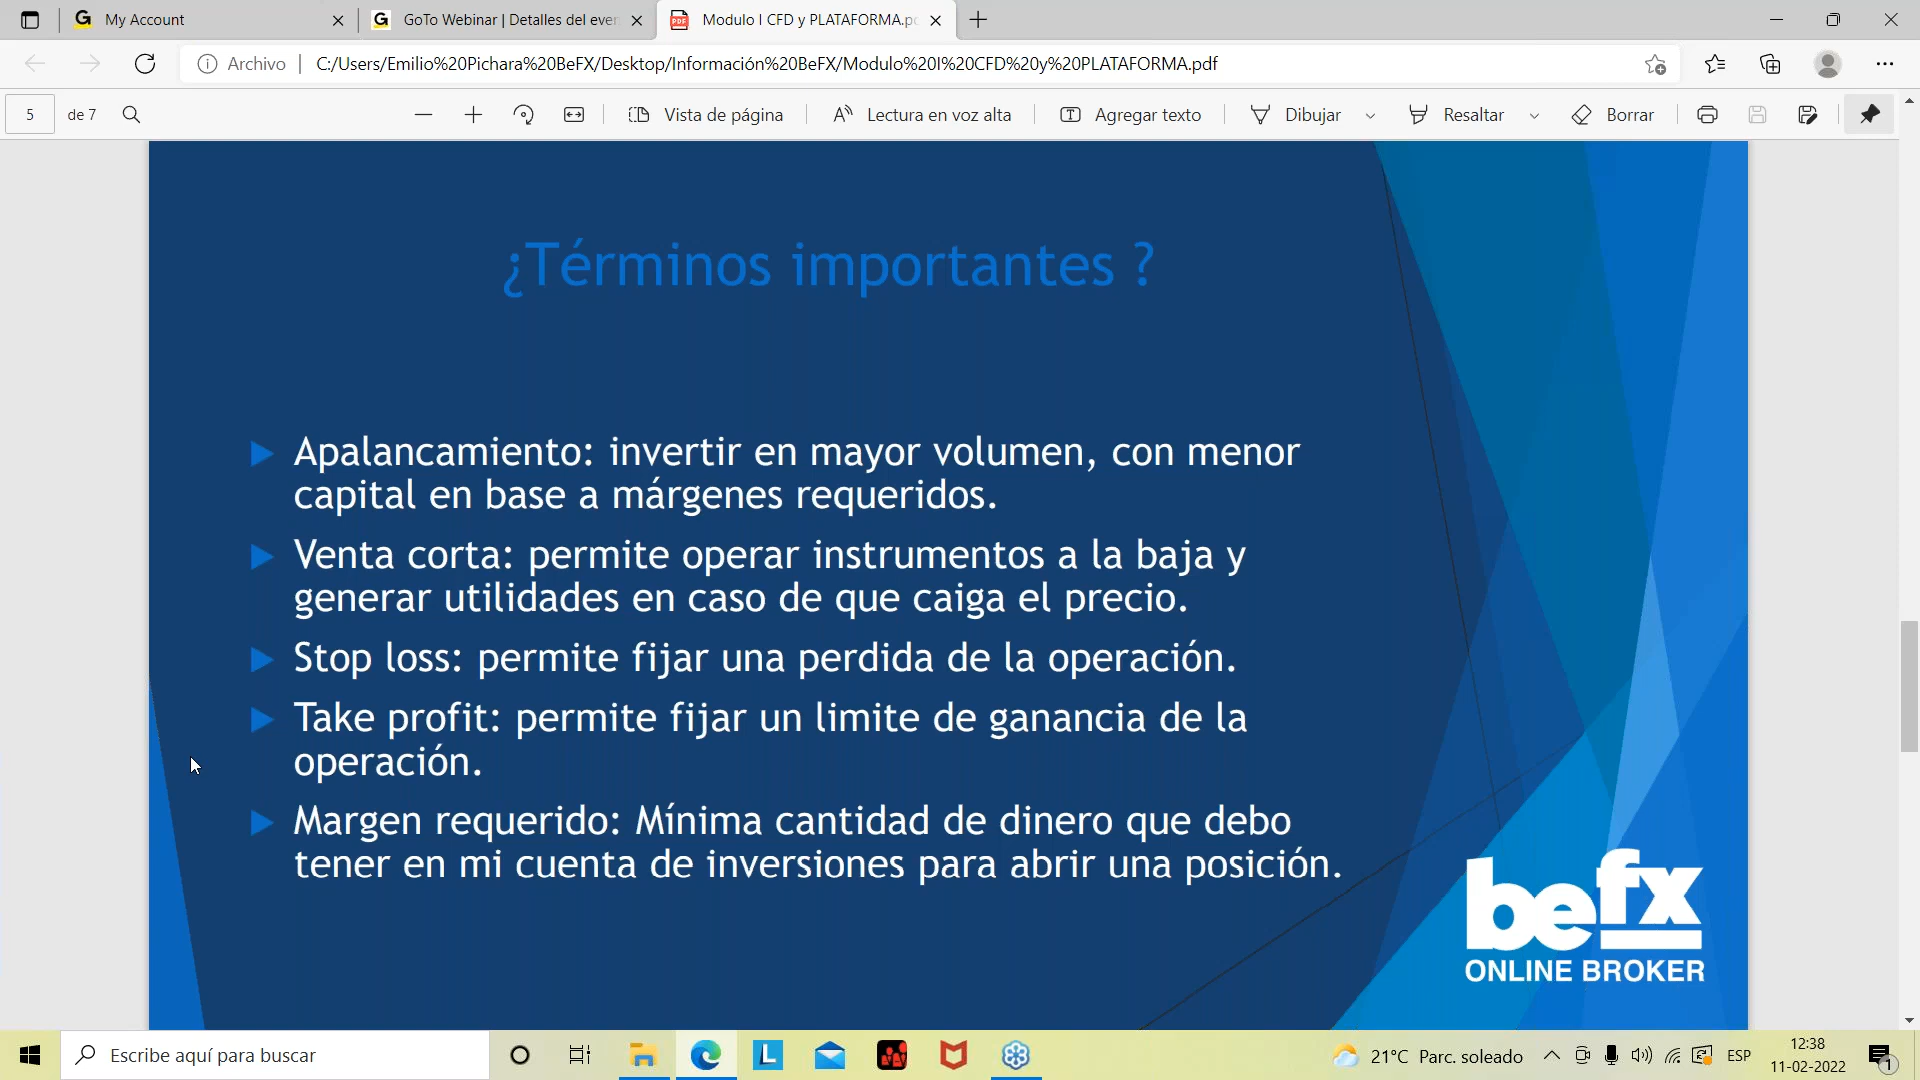 My Account
GoTo Webinar | Detalles del eve
Modulo I CFD y PLATAFORMA.p
Archivo
C:/Users/Emilio%20Pichara%20BeFX/Desktop/Información%20BeFX/Modulo%20I%20CFD%20y%20PLATAFORMA.pdf
5 de 7
Vista de página
Lectura en voz alta
Agregar texto
Dibujar
Resaltar
Borrar
¿Términos importantes ?
Apalancamiento: invertir en mayor volumen, con menor
capital en base a márgenes requeridos.
Venta corta: permite operar instrumentos a la baja y
generar utilidades en caso de que caiga el precio.
Stop loss: permite fijar una perdida de la operación.
Take profit: permite fijar un limite de ganancia de la
operación.
Margen requerido: Mínima cantidad de dinero que debo
tener en mi cuenta de inversiones para abrir una posición.
befx
ONLINE BROKER
Escribe aquí para buscar
21°C Parc. soleado
ESP
12:38
11-02-2022
1